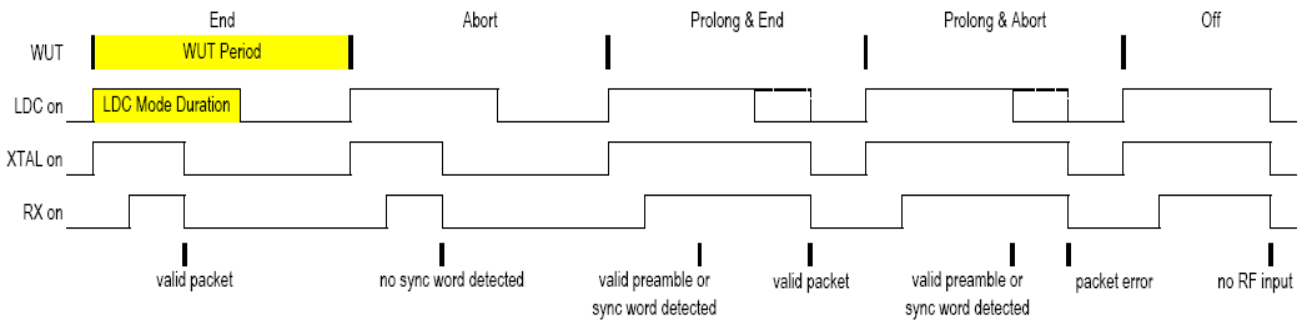 End Abort Prolong & End Prolong & Abort Off
WUT WUT Period
LDC on LDC Mode Duration
XTAL on
RX on
valid packet no sync word detected valid preamble or valid packet valid preamble or packet error no RF input
sync word detected sync word detected